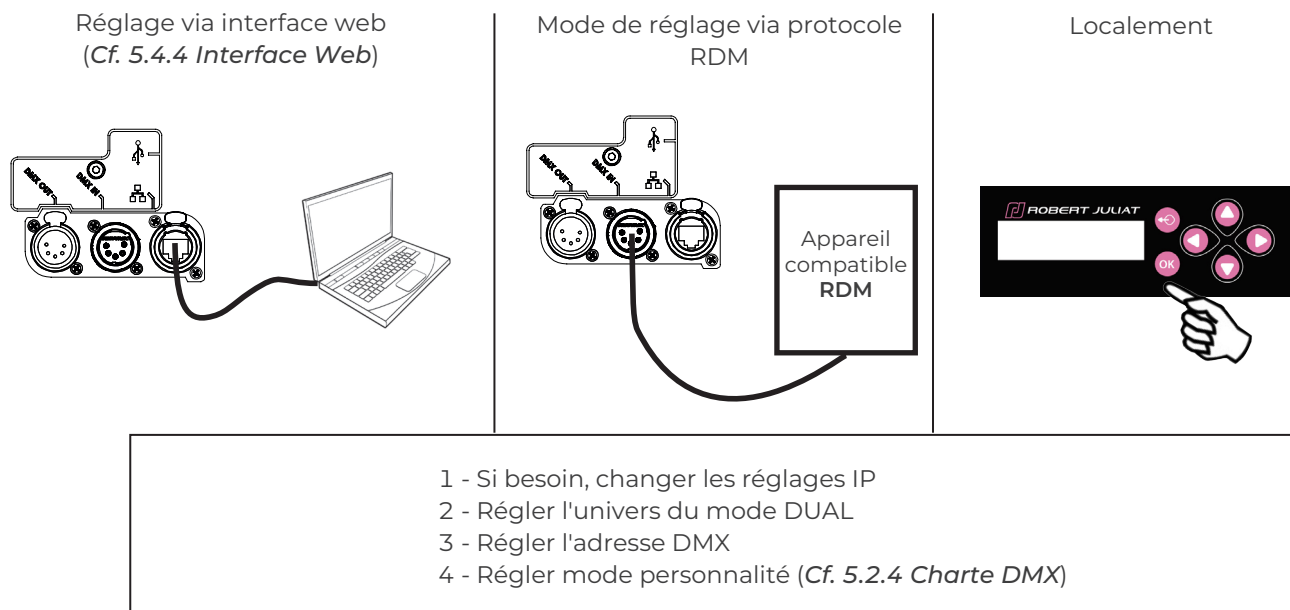 Réglage via interface web
(Cf. 5.4.4 Interface Web)
Mode de réglage via protocole
RDM
Localement
DMX OUT
DMX IN
DMX OUT
DMX IN
Appareil
compatible
RDM
ROBERT JULIAT
OK
1 - Si besoin, changer les réglages IP
2 - Régler l'univers du mode DUAL
3 - Régler l'adresse DMX
4 - Régler mode personnalité (Cf. 5.2.4 Charte DMX)